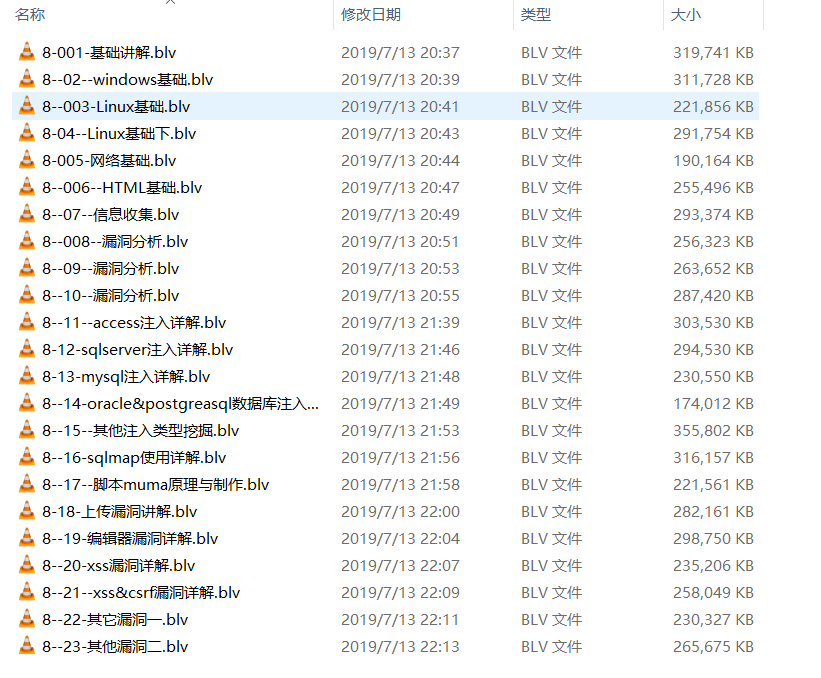 名称 修改日期 类型 大小
8-001-基础讲解.blv 2019/7/13 20:37 BLV 文件 319,741 KB
8--02--windows基础.blv 2019/7/13 20:39 BLV 文件 311,728 KB
8--003-Linux基础.blv 2019/7/13 20:41 BLV 文件 221,856 KB
8-04--Linux基础下.blv 2019/7/13 20:43 BLV 文件 291,754 KB
8-005-网络基础.blv 2019/7/13 20:44 BLV 文件 190,164 KB
8--006--HTML基础.blv 2019/7/13 20:47 BLV 文件 255,496 KB
8--07--信息收集.blv 2019/7/13 20:49 BLV 文件 293,374 KB
8--008--漏洞分析.blv 2019/7/13 20:51 BLV 文件 256,323 KB
8--09--漏洞分析.blv 2019/7/13 20:53 BLV 文件 263,652 KB
8--10--漏洞分析.blv 2019/7/13 20:55 BLV 文件 287,420 KB
8--11--access注入详解.blv 2019/7/13 21:39 BLV 文件 303,530 KB
8-12-sqlserver注入详解.blv 2019/7/13 21:46 BLV 文件 294,530 KB
8-13-mysql注入详解.blv 2019/7/13 21:48 BLV 文件 230,550 KB
8--14-oracle&postgreasql数据库注入... 2019/7/13 21:49 BLV 文件 174,012 KB
8--15--其他注入类型挖掘.blv 2019/7/13 21:53 BLV 文件 355,802 KB
8--16-sqlmap使用详解.blv 2019/7/13 21:56 BLV 文件 316,157 KB
8--17--脚本muma原理与制作.blv 2019/7/13 21:58 BLV 文件 221,561 KB
8-18-上传漏洞讲解.blv 2019/7/13 22:00 BLV 文件 282,161 KB
8--19-编辑器漏洞详解.blv 2019/7/13 22:04 BLV 文件 298,750 KB
8--20-xss漏洞详解.blv 2019/7/13 22:07 BLV 文件 235,206 KB
8--21--xss&csrf漏洞详解.blv 2019/7/13 22:09 BLV 文件 258,049 KB
8--22-其它漏洞一.blv 2019/7/13 22:11 BLV 文件 230,327 KB
8--23-其他漏洞二.blv 2019/7/13 22:13 BLV 文件 265,675 KB